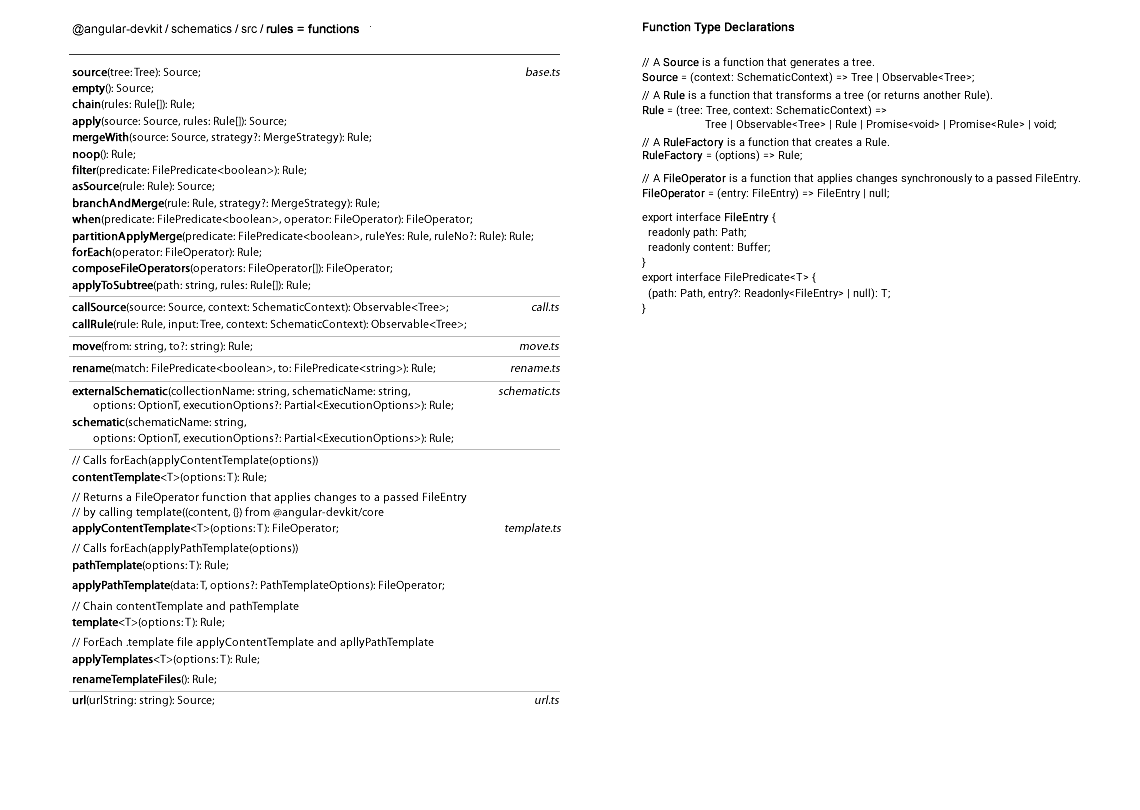 @angular-devkit / schematics / src / rules = functions
source(tree: Tree): Source; base.ts
empty(): Source;
chain(rules: Rule[]): Rule;
apply(source: Source, rules: Rule[]): Source;
mergeWith(source: Source, strategy?: MergeStrategy): Rule;
noop(): Rule;
filter(predicate: FilePredicate<boolean>): Rule;
asSource(rule: Rule): Source;
branchAndMerge(rule: Rule, strategy?: MergeStrategy): Rule;
when(predicate: FilePredicate<boolean>, operator: FileOperator): FileOperator;
partitionApplyMerge(predicate: FilePredicate<boolean>, ruleYes: Rule, ruleNo?: Rule): Rule;
forEach(operator: FileOperator): Rule;
composeFileOperators(operators: FileOperator[]): FileOperator;
applyToSubtree(path: string, rules: Rule[]): Rule;
callSource(source: Source, context: SchematicContext): Observable<Tree>; call.ts
callRule(rule: Rule, input: Tree, context: SchematicContext): Observable<Tree>;
move(from: string, to?: string): Rule; move.ts
rename(match: FilePredicate<boolean>, to: FilePredicate<string>): Rule; rename.ts
externalSchematic(collectionName: string, schematicName: string, schematic.ts
options: OptionT, executionOptions?: Partial<ExecutionOptions>): Rule;
schematic(schematicName: string,
options: OptionT, executionOptions?: Partial<ExecutionOptions>): Rule;
// Calls forEach(applyContentTemplate(options))
contentTemplate<T>(options: T): Rule;
// Returns a FileOperator function that applies changes to a passed FileEntry
// by calling template((content, {}) from @angular-devkit/core
applyContentTemplate<T>(options: T): FileOperator; template.ts
// Calls forEach(applyPathTemplate(options))
pathTemplate(options: T): Rule;
applyPathTemplate(data: T, options?: PathTemplateOptions): FileOperator;
// Chain contentTemplate and pathTemplate
template<T>(options: T): Rule;
// ForEach .template file applyContentTemplate and apllyPathTemplate
applyTemplates<T>(options: T): Rule;
renameTemplateFiles(): Rule;
url(urlString: string): Source; url.ts
Function Type Declarations
// A Source is a function that generates a tree.
Source = (context: SchematicContext) => Tree | Observable<Tree>;
// A Rule is a function that transforms a tree (or returns another Rule).
Rule = (tree: Tree, context: SchematicContext) =>
Tree | Observable<Tree> | Rule | Promise<void> | Promise<Rule> | void;
// A RuleFactory is a function that creates a Rule.
RuleFactory = (options) => Rule;
// A FileOperator is a function that applies changes synchronously to a passed FileEntry.
FileOperator = (entry: FileEntry) => FileEntry | null;
export interface FileEntry {
readonly path: Path;
readonly content: Buffer;
}
export interface FilePredicate<T> {
(path: Path, entry?: Readonly<FileEntry> | null): T;
}